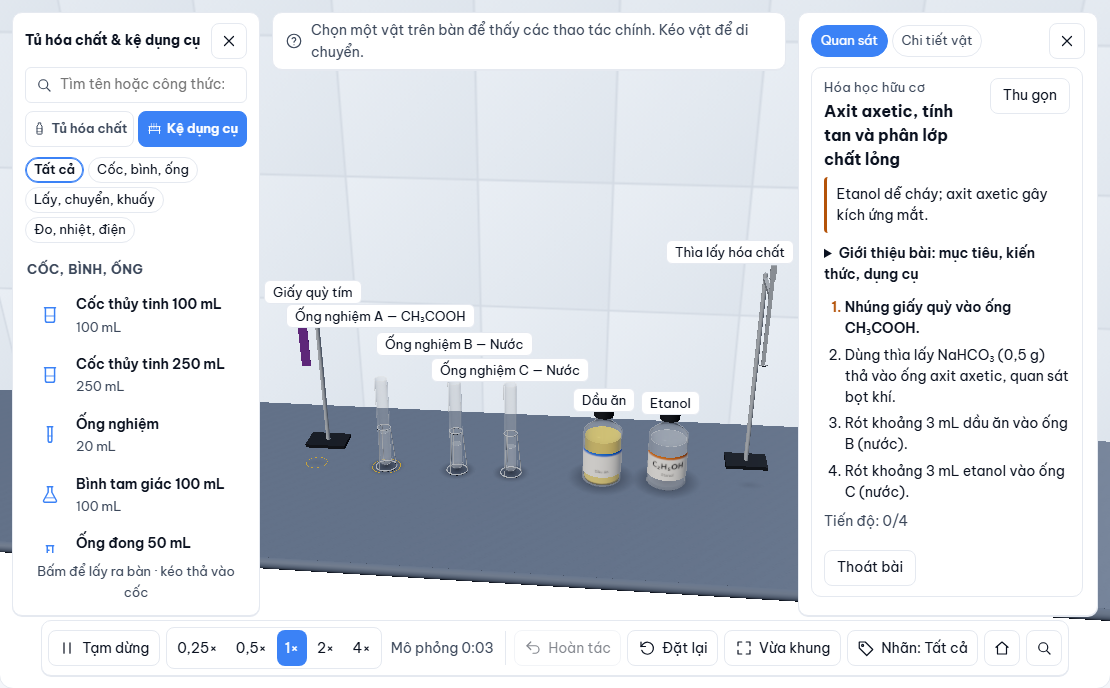 Tủ hóa chất & kệ dụng cụ
Tìm tên hoặc công thức:
Tủ hóa chất
Kệ dụng cụ
Tất cả
Cốc, bình, ống
Lấy, chuyển, khuấy
Đo, nhiệt, điện
CỐC, BÌNH, ỐNG
Cốc thủy tinh 100 mL
100 mL
Cốc thủy tinh 250 mL
250 mL
Ống nghiệm
20 mL
Bình tam giác 100 mL
100 mL
Ống đong 50 mL
Bấm để lấy ra bàn · kéo thả vào
cốc
Chọn một vật trên bàn để thấy các thao tác chính. Kéo vật để di
chuyển.
Thìa lấy hóa chất
Giấy quỳ tím
Ống nghiệm A — CH₃COOH
Ống nghiệm B — Nước
Ống nghiệm C — Nước
Dầu ăn
Etanol
C₂H₅OH
Quan sát
Chi tiết vật
Hóa học hữu cơ
Thu gọn
Axit axetic, tính
tan và phân lớp
chất lỏng
Etanol dễ cháy; axit axetic gây
kích ứng mắt.
Giới thiệu bài: mục tiêu, kiến
thức, dụng cụ
1. Nhúng giấy quỳ vào ống
CH₃COOH.
2. Dùng thìa lấy NaHCO₃ (0,5 g)
thả vào ống axit axetic, quan sát
bọt khí.
3. Rót khoảng 3 mL dầu ăn vào ống
B (nước).
4. Rót khoảng 3 mL etanol vào ống
C (nước).
Tiến độ: 0/4
Thoát bài
Tạm dừng
0,25×
0,5×
1×
2×
4×
Mô phỏng 0:03
Hoàn tác
Đặt lại
Vừa khung
Nhãn: Tất cả